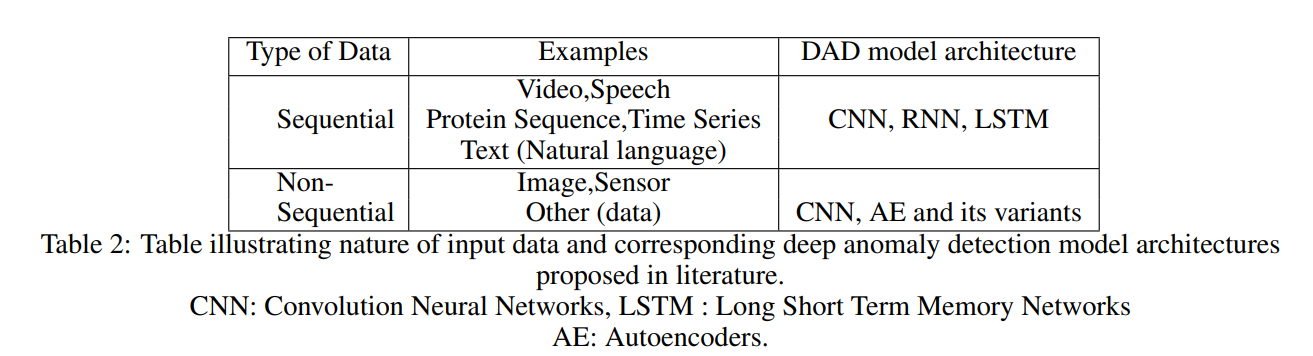 Type of Data Examples DAD model architecture
Video,Speech
Sequential Protein Sequence,Time Series CNN, RNN, LSTM
Text (Natural language)
Non- Image,Sensor
Sequential Other (data) CNN, AE and its variants
Table 2: Table illustrating nature of input data and corresponding deep anomaly detection model architectures
proposed in literature.
CNN: Convolution Neural Networks, LSTM : Long Short Term Memory Networks
AE: Autoencoders.